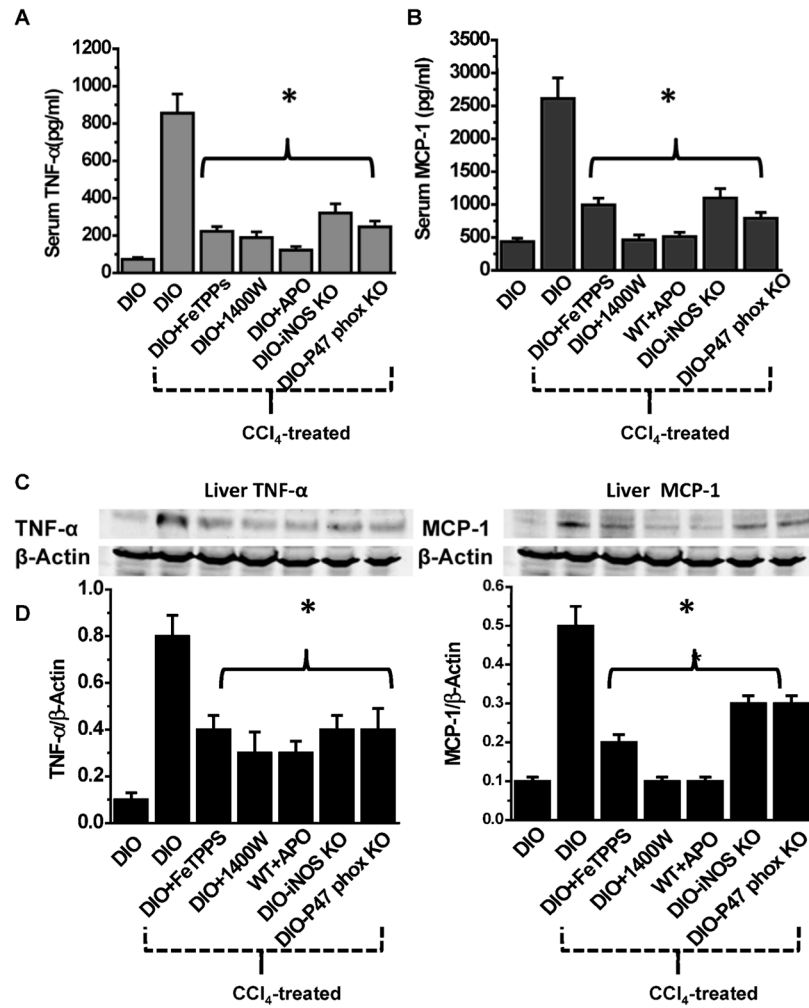 A
Serum TNF-α(pg/ml)
1200
1000
800
600
400
200
0
*
DIO
DIO
DIO+FeTPPs
DIO+1400W
DIO+APO
DIO-iNOS KO
DIO-P47 phox KO
CCl₄-treated
B
Serum MCP-1 (pg/ml)
3500
3000
2500
2000
1500
1000
500
0
*
DIO
DIO
DIO+FeTPPS
DIO+1400W
WT+APO
DIO-iNOS KO
DIO-P47 phox KO
CCl₄-treated
C
Liver TNF-α
TNF-α
β-Actin
Liver MCP-1
MCP-1
β-Actin
D
TNF-α/β-Actin
0.8
0.6
0.4
0.2
0.0
*
DIO
DIO
DIO+FeTPPS
DIO+1400W
WT+APO
DIO-iNOS KO
DIO-P47 phox KO
CCl₄-treated
MCP-1/β-Actin
0.6
0.5
0.4
0.3
0.2
0.1
0.0
*
*
DIO
DIO
DIO+FeTPPS
DIO+1400W
WT+APO
DIO-iNOS KO
DIO-P47 phox KO
CCl₄-treated